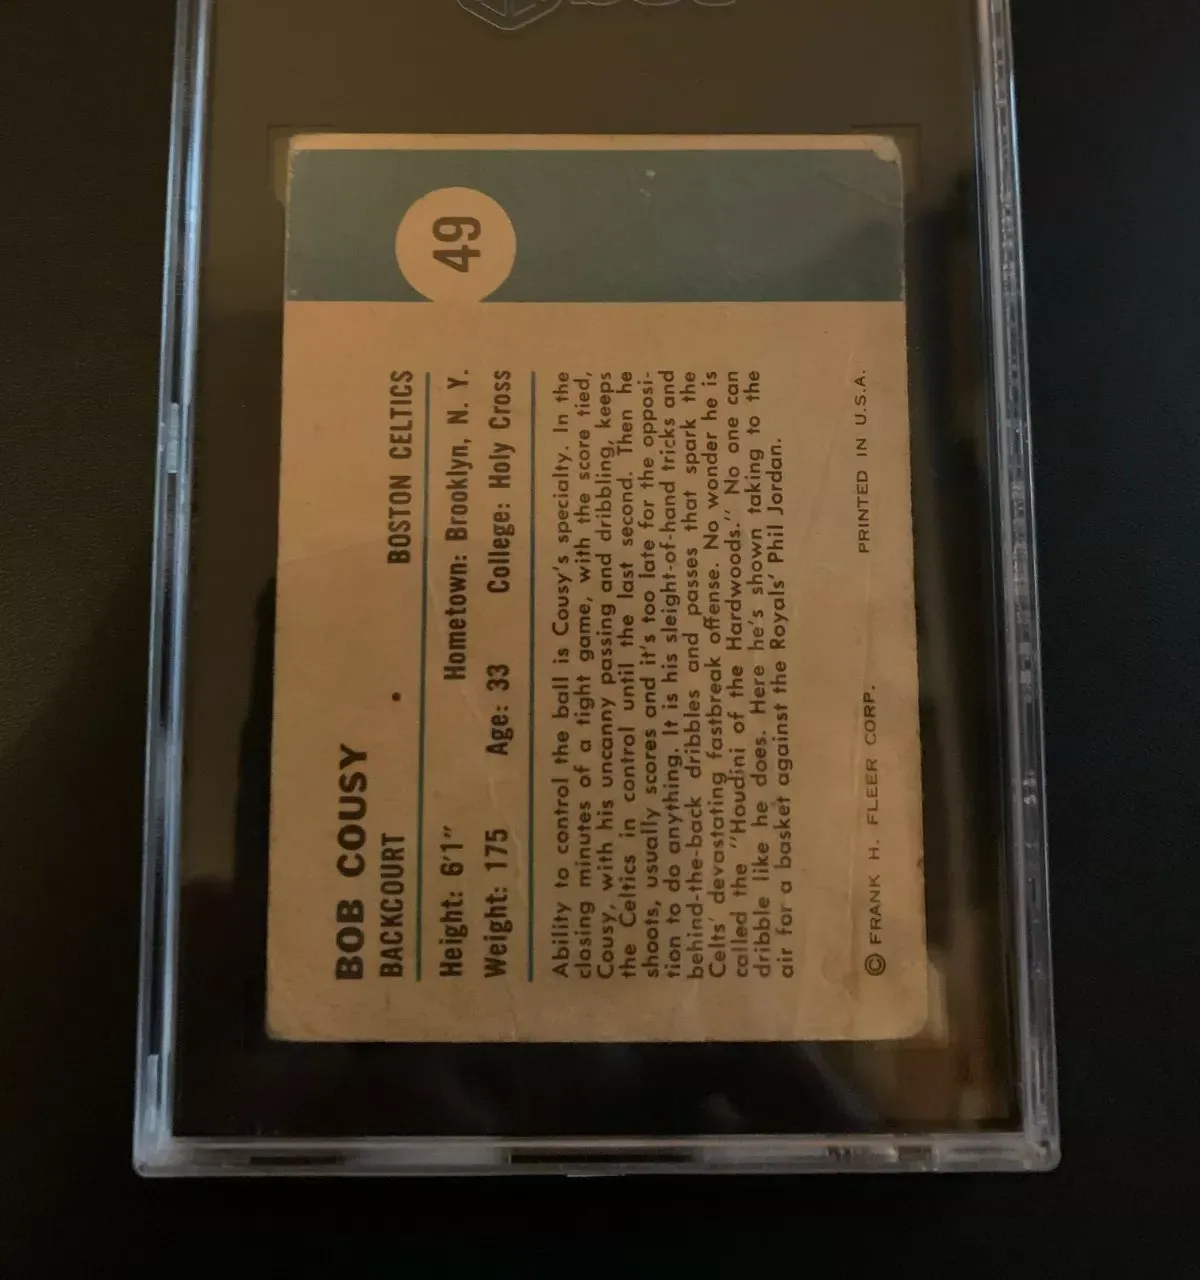 49
BOB COUSY
BACKCOURT • BOSTON CELTICS
Height: 6'1" Hometown: Brooklyn, N. Y.
Weight: 175 Age: 33 College: Holy Cross
Ability to control the ball is Cousy's specialty. In the
closing minutes of a tight game, with the score tied,
Cousy, with his uncanny passing and dribbling, keeps
the Celtics in control until the last second. Then he
shoots, usually scores and it's too late for the opposi-
tion to do anything. It is his sleight-of-hand tricks and
behind-the-back dribbles and passes that spark the
Celts' devastating fastbreak offense. No wonder he is
called the "Houdini of the Hardwoods." No one can
dribble like he does. Here he's shown taking to the
air for a basket against the Royals' Phil Jordan.
© FRANK H. FLEER CORP. PRINTED IN U.S.A.